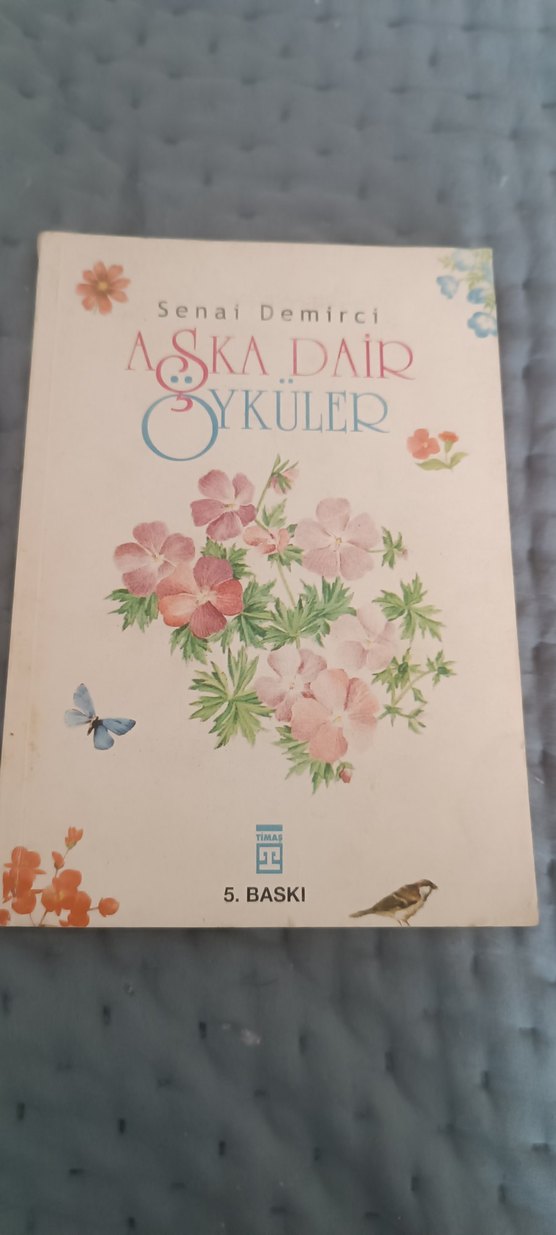 Senai Demirci
AŞKA DAİR
ÖYKÜLER
TİMAŞ
5. BASKI